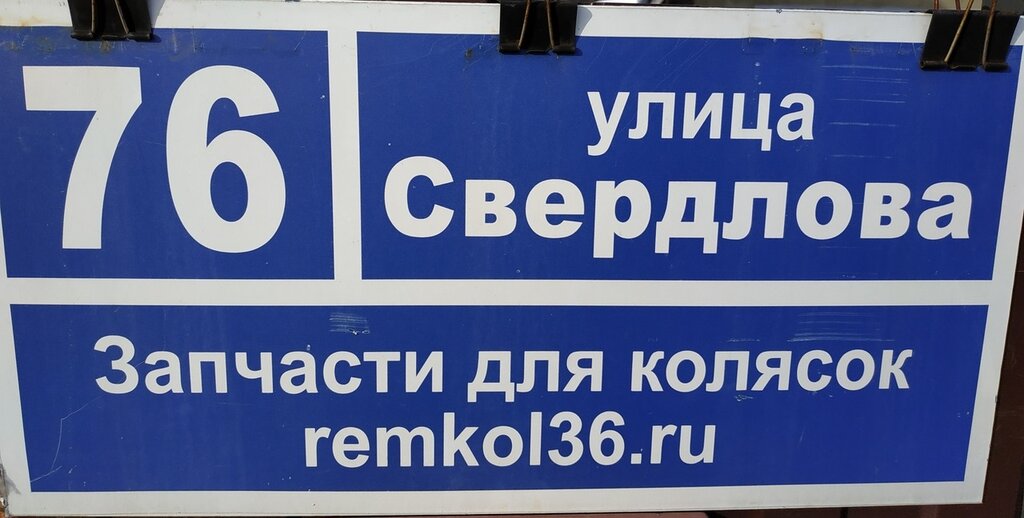 76
улица
Свердлова
Запчасти для колясок
remkol36.ru